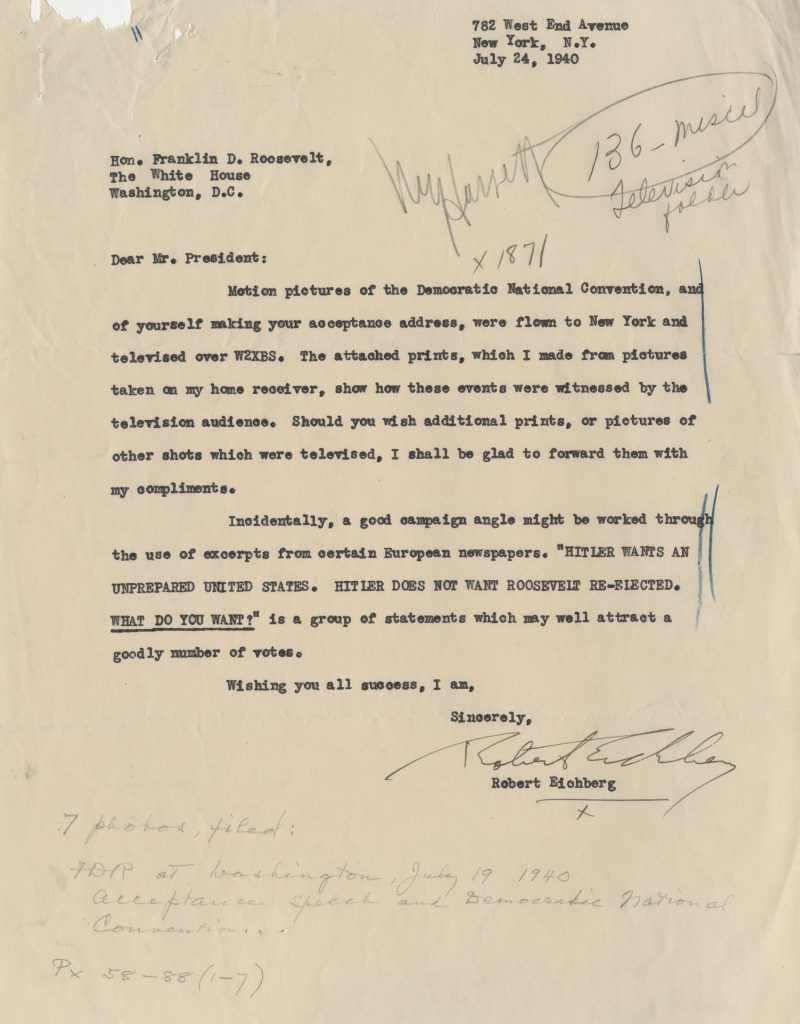 782 West End Avenue
New York, N.Y.
July 24, 1940
136 - Miscel
Television
folder
Hon. Franklin D. Roosevelt,
The White House
Washington, D.C.
x 1871
Dear Mr. President:
Motion pictures of the Democratic National Convention, and
of yourself making your acceptance address, were flown to New York and
televised over W2XBS. The attached prints, which I made from pictures
taken on my home receiver, show how these events were witnessed by the
television audience. Should you wish additional prints, or pictures of
other shots which were televised, I shall be glad to forward them with
my compliments.
Incidentally, a good campaign angle might be worked through
the use of excerpts from certain European newspapers. "HITLER WANTS AN
UNPREPARED UNITED STATES. HITLER DOES NOT WANT ROOSEVELT RE-ELECTED.
WHAT DO YOU WANT?" is a group of statements which may well attract a
goodly number of votes.
Wishing you all success, I am,
Sincerely,
Robert Eichberg
Robert Eichberg
x
7 photos, filed:
FDR at Washington, July 19 1940
Acceptance speech and Democratic National
Convention...
Px 58-88 (1-7)